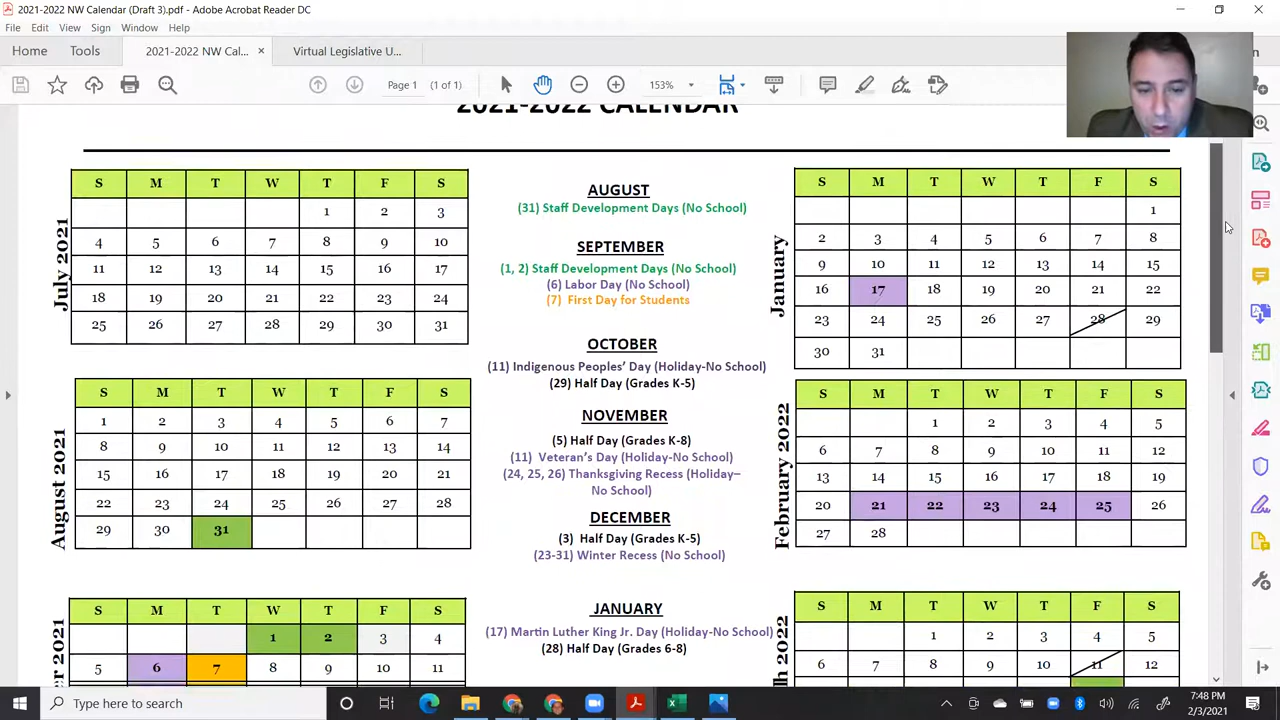 2021-2022 NW Calendar (Draft 3).pdf - Adobe Acrobat Reader DC
File Edit View Sign Window Help
Home Tools 2021-2022 NW Cal... × Virtual Legislative U...
Page 1 (1 of 1) 153%
2021-2022 CALENDAR
July 2021
S M T W T F S
1 2 3
4 5 6 7 8 9 10
11 12 13 14 15 16 17
18 19 20 21 22 23 24
25 26 27 28 29 30 31
August 2021
S M T W T F S
1 2 3 4 5 6 7
8 9 10 11 12 13 14
15 16 17 18 19 20 21
22 23 24 25 26 27 28
29 30 31
er 2021
S M T W T F S
1 2 3 4
5 6 7 8 9 10 11
AUGUST
(31) Staff Development Days (No School)
SEPTEMBER
(1, 2) Staff Development Days (No School)
(6) Labor Day (No School)
(7) First Day for Students
OCTOBER
(11) Indigenous Peoples' Day (Holiday-No School)
(29) Half Day (Grades K-5)
NOVEMBER
(5) Half Day (Grades K-8)
(11) Veteran's Day (Holiday-No School)
(24, 25, 26) Thanksgiving Recess (Holiday–
No School)
DECEMBER
(3) Half Day (Grades K-5)
(23-31) Winter Recess (No School)
JANUARY
(17) Martin Luther King Jr. Day (Holiday-No School)
(28) Half Day (Grades 6-8)
January
S M T W T F S
1
2 3 4 5 6 7 8
9 10 11 12 13 14 15
16 17 18 19 20 21 22
23 24 25 26 27 28 29
30 31
February 2022
S M T W T F S
1 2 3 4 5
6 7 8 9 10 11 12
13 14 15 16 17 18 19
20 21 22 23 24 25 26
27 28
h 2022
S M T W T F S
1 2 3 4 5
6 7 8 9 10 11 12
Type here to search
7:48 PM
2/3/2021